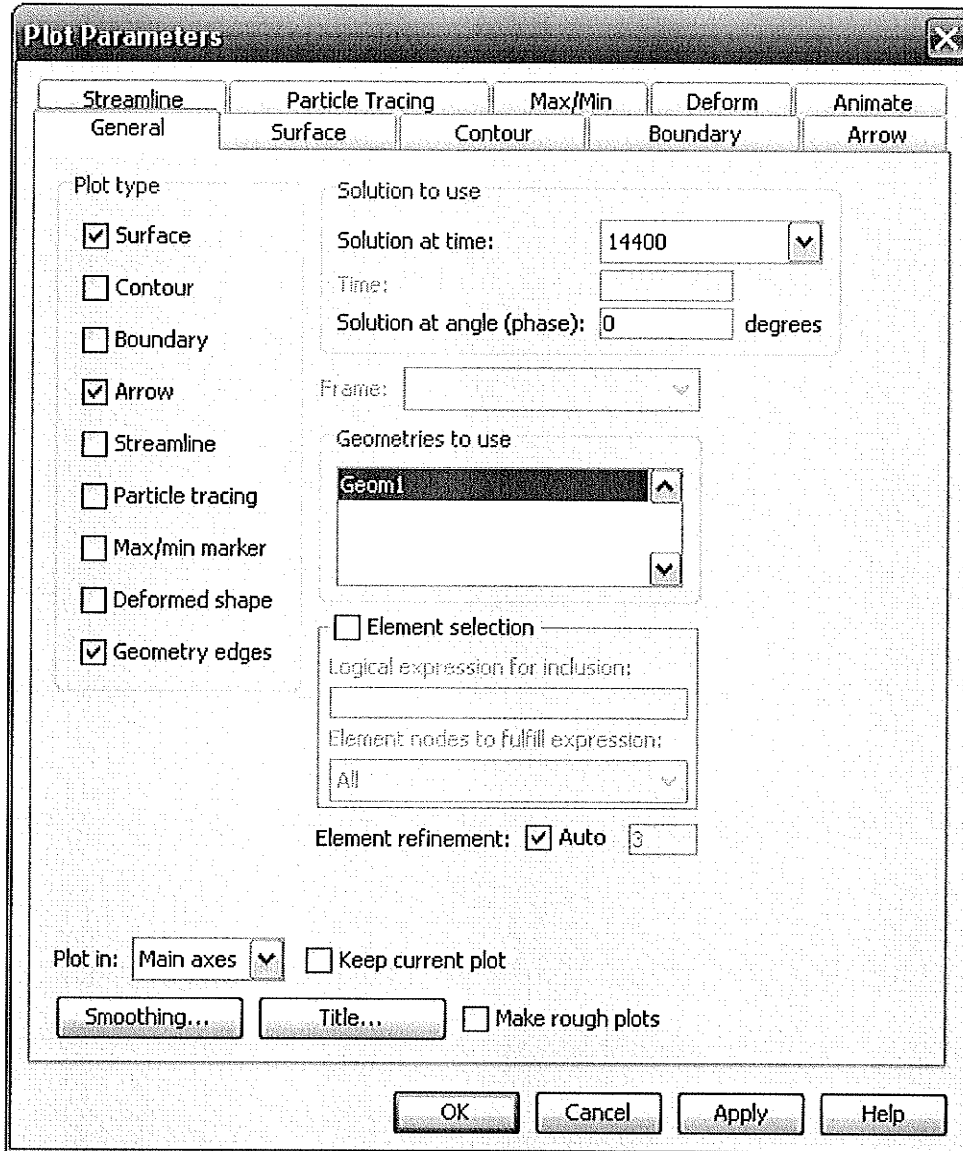 Plot Parameters
Streamline Particle Tracing Max/Min Deform Animate
General Surface Contour Boundary Arrow
Plot type
Surface
Contour
Boundary
Arrow
Streamline
Particle tracing
Max/min marker
Deformed shape
Geometry edges
Solution to use
Solution at time: 14400
Time:
Solution at angle (phase): 0 degrees
Frame:
Geometries to use
Geom1
Element selection
Logical expression for inclusion:
Element nodes to fulfill expression:
All
Element refinement: Auto 3
Plot in: Main axes Keep current plot
Smoothing... Title... Make rough plots
OK Cancel Apply Help